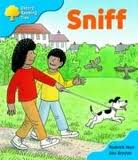 Oxford
Reading
Tree
Sniff
Roderick Hunt
Alex Brychta